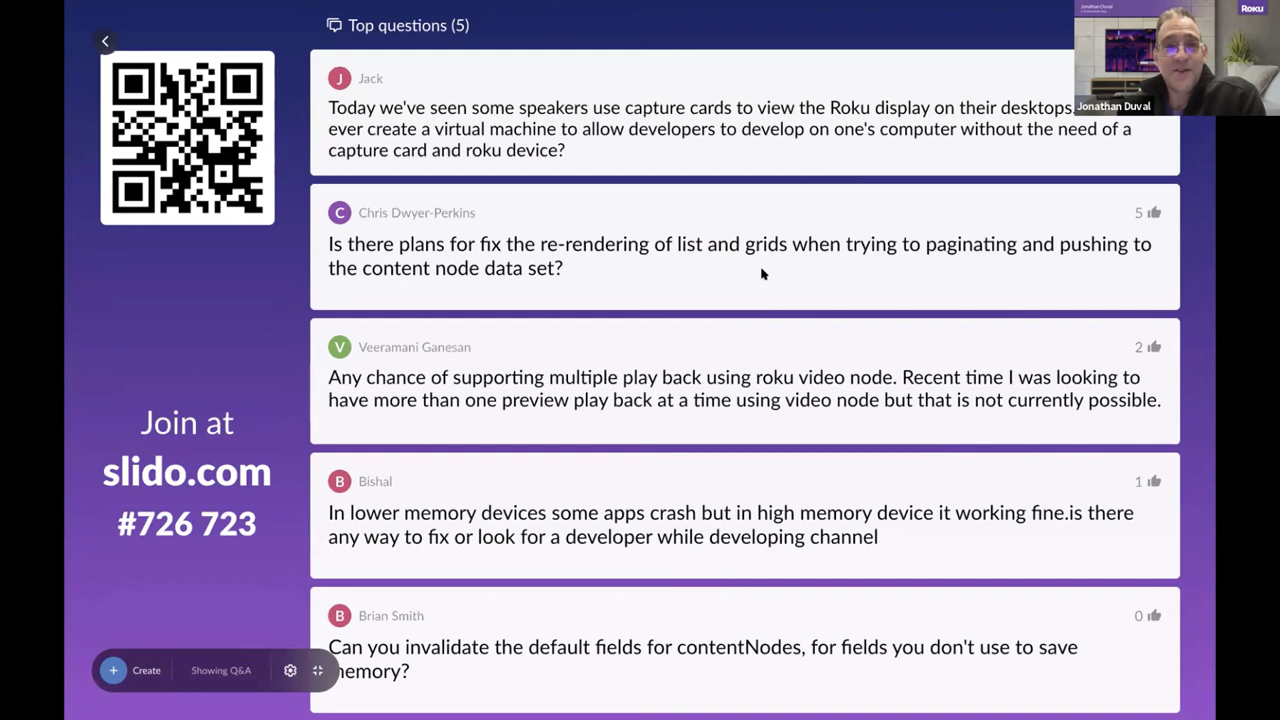 Top questions (5)
J Jack
Today we've seen some speakers use capture cards to view the Roku display on their desktops.
ever create a virtual machine to allow developers to develop on one's computer without the need of a
capture card and roku device?
C Chris Dwyer-Perkins 5
Is there plans for fix the re-rendering of list and grids when trying to paginating and pushing to
the content node data set?
V Veeramani Ganesan 2
Any chance of supporting multiple play back using roku video node. Recent time I was looking to
have more than one preview play back at a time using video node but that is not currently possible.
B Bishal 1
In lower memory devices some apps crash but in high memory device it working fine.is there
any way to fix or look for a developer while developing channel
B Brian Smith 0
Can you invalidate the default fields for contentNodes, for fields you don't use to save
memory?
Join at
slido.com
#726 723
+ Create Showing Q&A
Jonathan Duval
Roku
Jonathan Duval